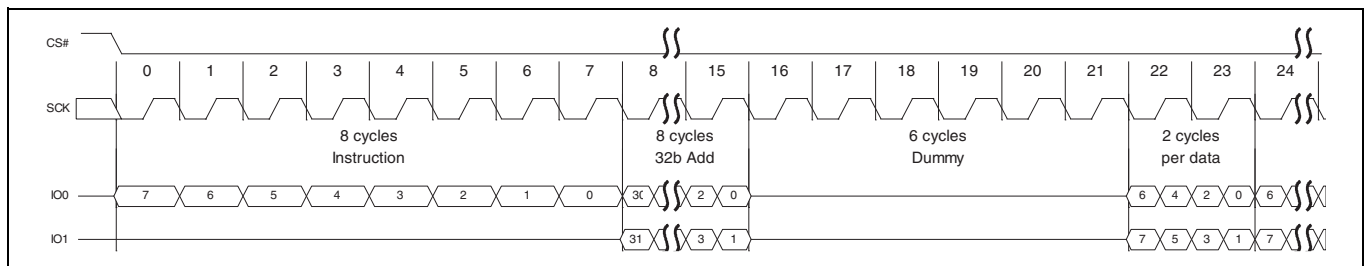 CS#
0 1 2 3 4 5 6 7 8 15 16 17 18 19 20 21 22 23 24
SCK
8 cycles 8 cycles 6 cycles 2 cycles
Instruction 32b Add Dummy per data
IO0 7 6 5 4 3 2 1 0 30 2 0 6 4 2 0 6
IO1 31 3 1 7 5 3 1 7